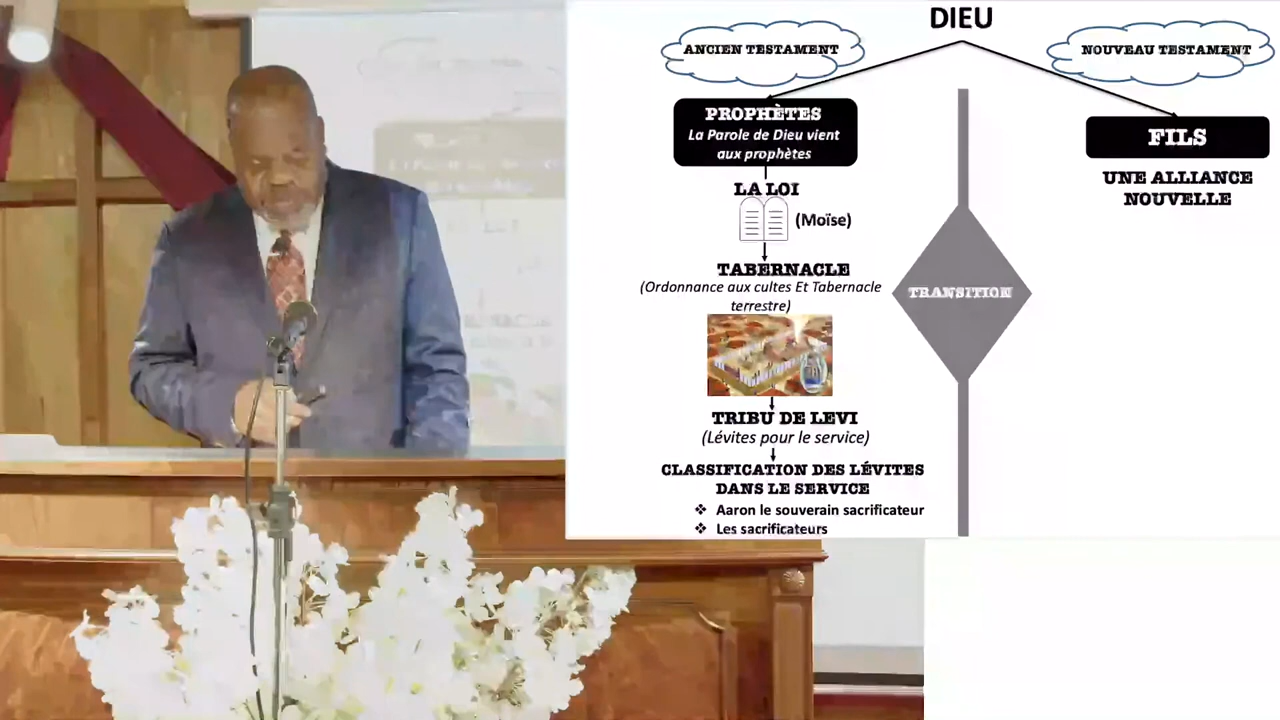 DIEU
ANCIEN TESTAMENT
NOUVEAU TESTAMENT
PROPHÈTES
La Parole de Dieu vient
aux prophètes
FILS
UNE ALLIANCE
NOUVELLE
LA LOI
(Moïse)
TABERNACLE
(Ordonnance aux cultes Et Tabernacle
terrestre)
TRANSITION
TRIBU DE LEVI
(Lévites pour le service)
CLASSIFICATION DES LÉVITES
DANS LE SERVICE
❖ Aaron le souverain sacrificateur
❖ Les sacrificateurs